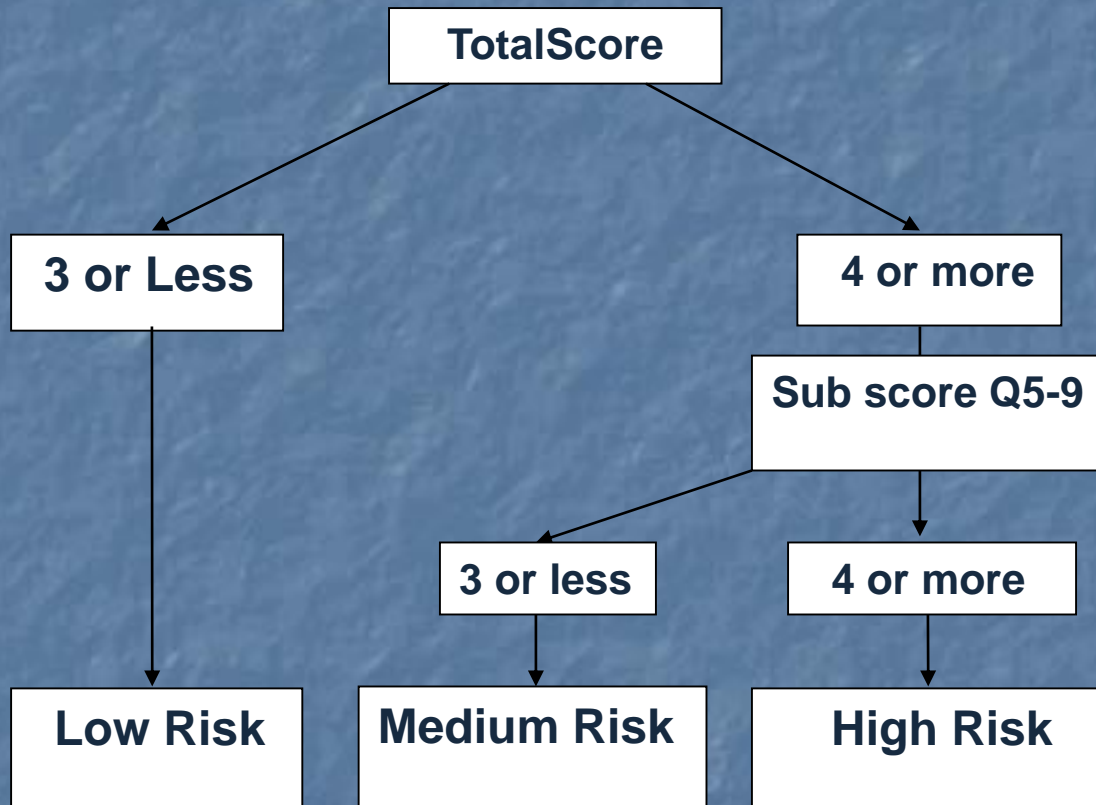 TotalScore
3 or Less
4 or more
Sub score Q5-9
3 or less
4 or more
Low Risk
Medium Risk
High Risk